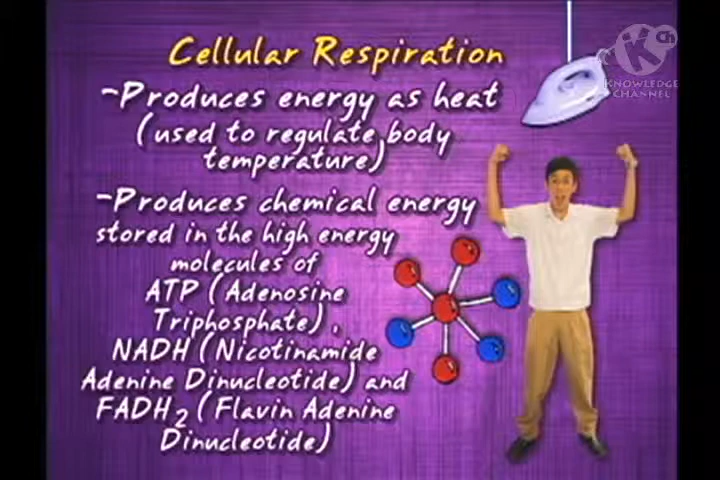 Cellular Respiration
-Produces energy as heat
(used to regulate body
temperature)
-Produces chemical energy
stored in the high energy
molecules of
ATP (Adenosine
Triphosphate),
NADH (Nicotinamide
Adenine Dinucleotide) and
FADH2 (Flavin Adenine
Dinucleotide)
K Ch
KNOWLEDGE
CHANNEL